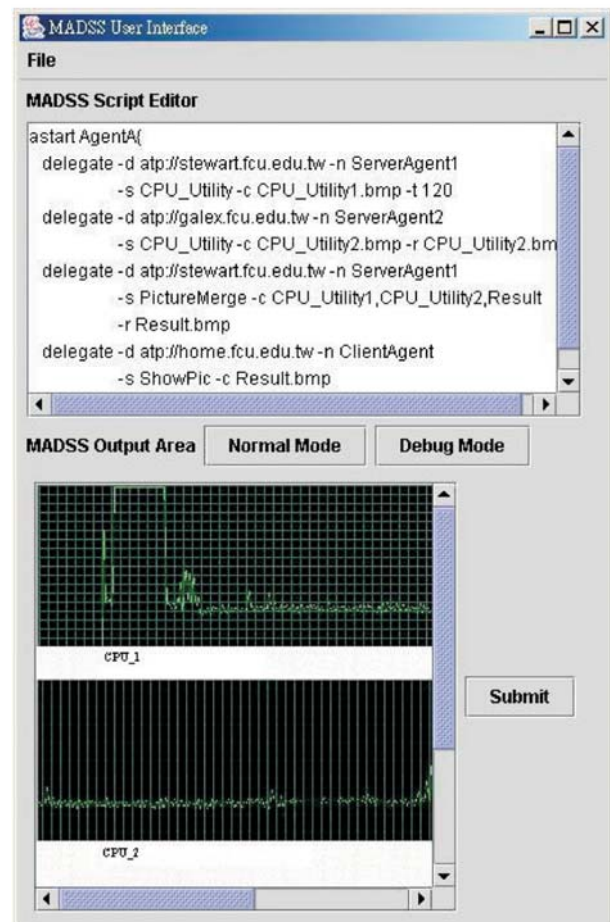 MADSS User Interface
File
MADSS Script Editor
astart AgentA{
delegate -d atp://stewart.fcu.edu.tw -n ServerAgent1
-s CPU_Utility -c CPU_Utility1.bmp -t 120
delegate -d atp://galex.fcu.edu.tw -n ServerAgent2
-s CPU_Utility -c CPU_Utility2.bmp -r CPU_Utility2.bm
delegate -d atp://stewart.fcu.edu.tw -n ServerAgent1
-s PictureMerge -c CPU_Utility1,CPU_Utility2,Result
-r Result.bmp
delegate -d atp://home.fcu.edu.tw -n ClientAgent
-s ShowPic -c Result.bmp
MADSS Output Area Normal Mode Debug Mode
CPU_1
Submit
CPU_2